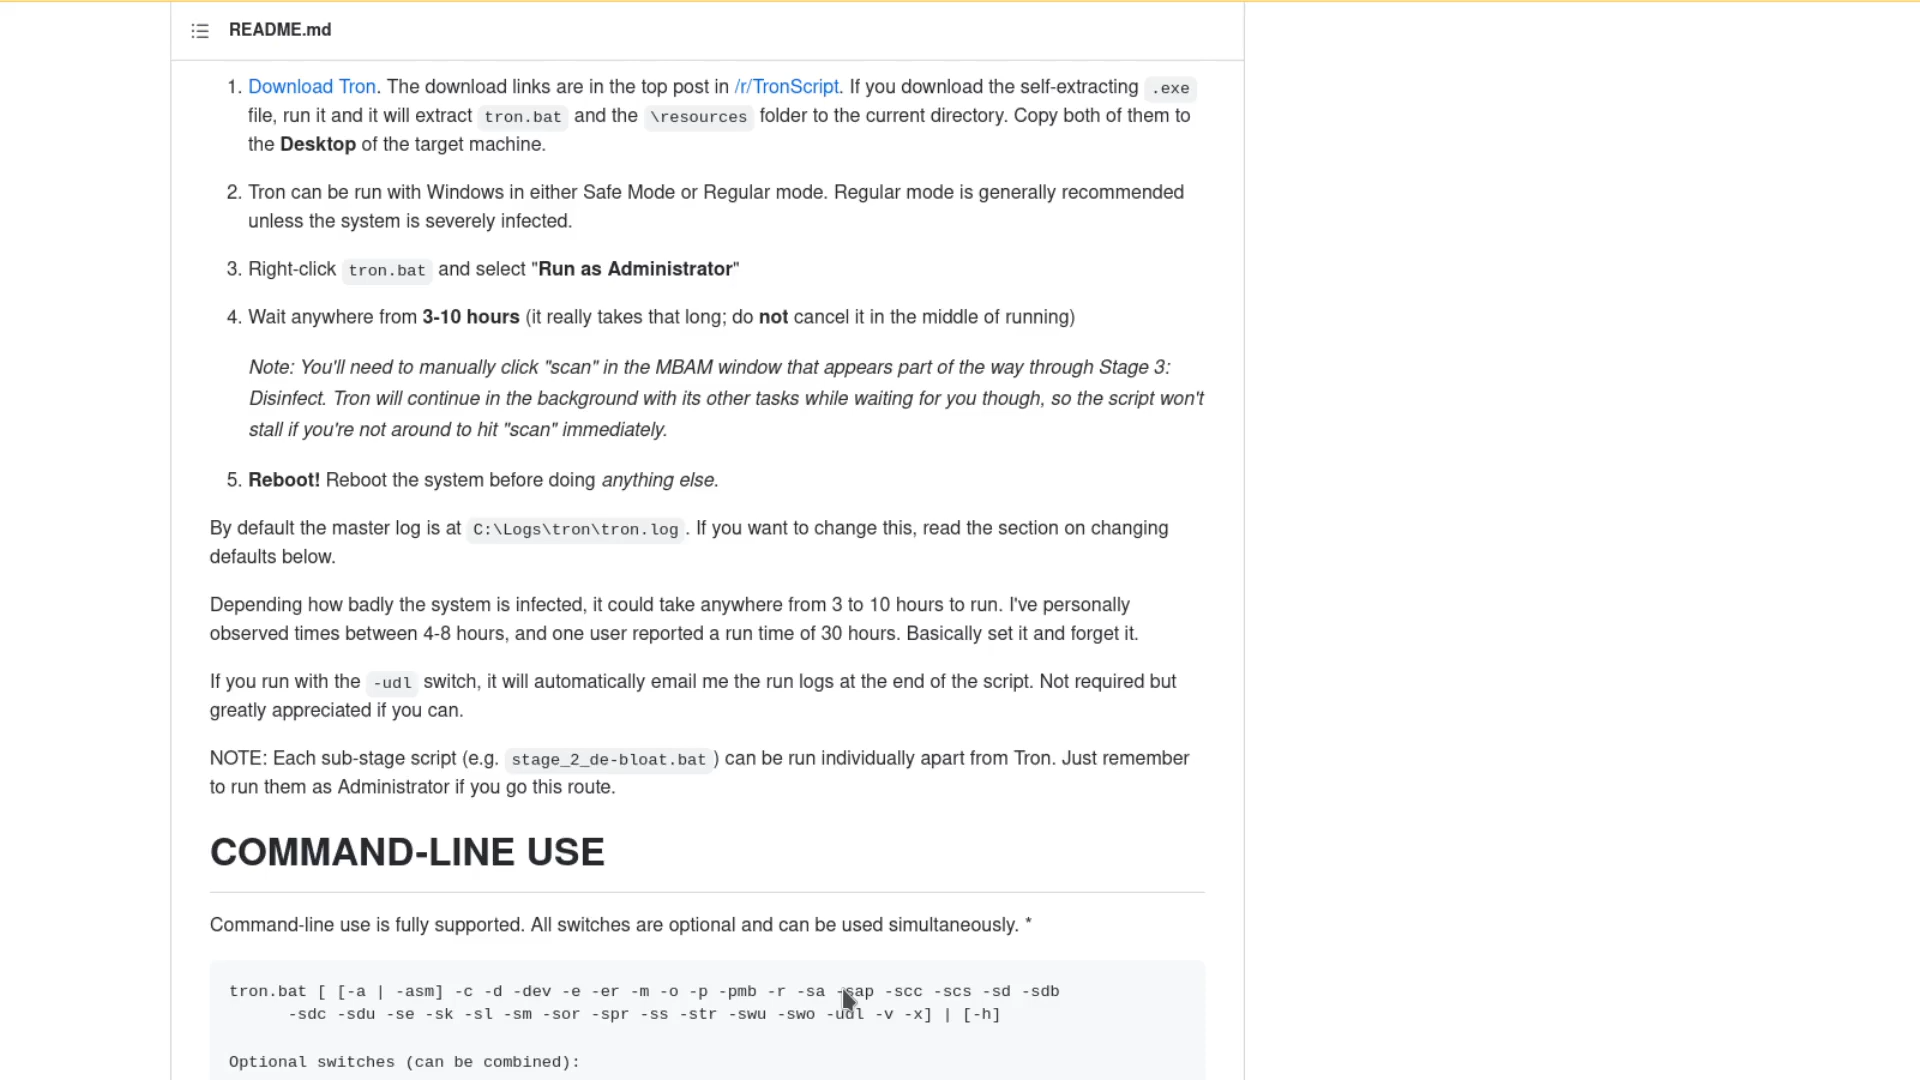 README.md
1. Download Tron. The download links are in the top post in /r/TronScript. If you download the self-extracting .exe
file, run it and it will extract tron.bat and the \resources folder to the current directory. Copy both of them to
the Desktop of the target machine.
2. Tron can be run with Windows in either Safe Mode or Regular mode. Regular mode is generally recommended
unless the system is severely infected.
3. Right-click tron.bat and select "Run as Administrator"
4. Wait anywhere from 3-10 hours (it really takes that long; do not cancel it in the middle of running)
Note: You'll need to manually click "scan" in the MBAM window that appears part of the way through Stage 3:
Disinfect. Tron will continue in the background with its other tasks while waiting for you though, so the script won't
stall if you're not around to hit "scan" immediately.
5. Reboot! Reboot the system before doing anything else.
By default the master log is at C:\Logs\tron\tron.log. If you want to change this, read the section on changing
defaults below.
Depending how badly the system is infected, it could take anywhere from 3 to 10 hours to run. I've personally
observed times between 4-8 hours, and one user reported a run time of 30 hours. Basically set it and forget it.
If you run with the -udl switch, it will automatically email me the run logs at the end of the script. Not required but
greatly appreciated if you can.
NOTE: Each sub-stage script (e.g. stage_2_de-bloat.bat) can be run individually apart from Tron. Just remember
to run them as Administrator if you go this route.
COMMAND-LINE USE
Command-line use is fully supported. All switches are optional and can be used simultaneously. *
tron.bat [ [-a | -asm] -c -d -dev -e -er -m -o -p -pmb -r -sa -sap -scc -scs -sd -sdb
-sdc -sdu -se -sk -sl -sm -sor -spr -ss -str -swu -swo -udl -v -x] | [-h]
Optional switches (can be combined):